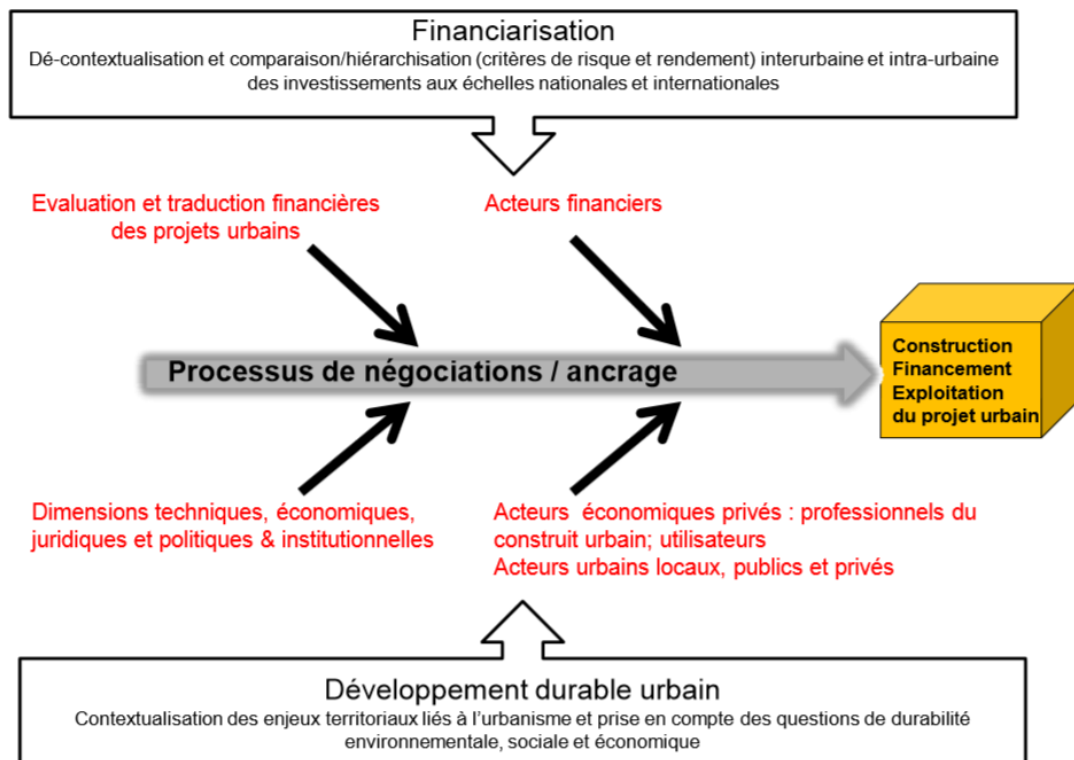 Financiarisation
Dé-contextualisation et comparaison/hiérarchisation (critères de risque et rendement) interurbaine et intra-urbaine
des investissements aux échelles nationales et internationales
Evaluation et traduction financières
des projets urbains
Acteurs financiers
Processus de négociations / ancrage
Construction
Financement
Exploitation
du projet urbain
Dimensions techniques, économiques,
juridiques et politiques & institutionnelles
Acteurs économiques privés : professionnels du
construit urbain; utilisateurs
Acteurs urbains locaux, publics et privés
Développement durable urbain
Contextualisation des enjeux territoriaux liés à l'urbanisme et prise en compte des questions de durabilité
environnementale, sociale et économique